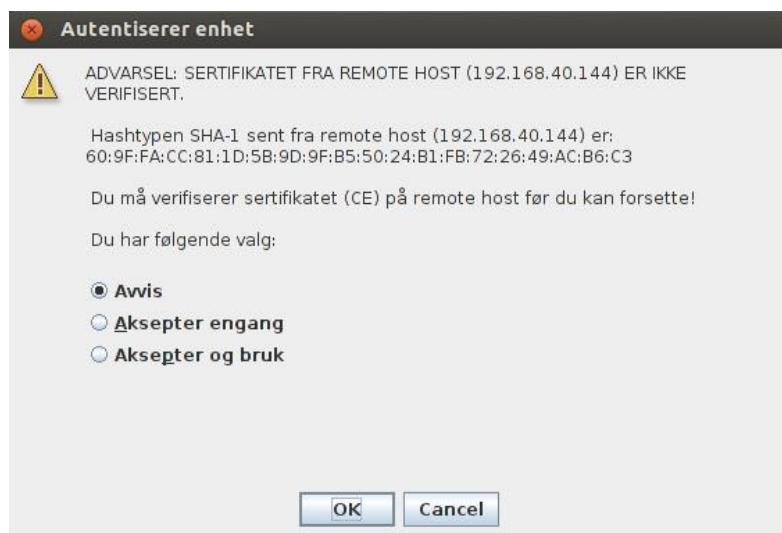 Autentiserer enhet
ADVARSEL: SERTIFIKATET FRA REMOTE HOST (192.168.40.144) ER IKKE
VERIFISERT.
Hashtypen SHA-1 sent fra remote host (192.168.40.144) er:
60:9F:FA:CC:81:1D:5B:9D:9F:B5:50:24:B1:FB:72:26:49:AC:B6:C3
Du må verifiserer sertifikatet (CE) på remote host før du kan forsette!
Du har følgende valg:
Avvis
Aksepter engang
Aksepter og bruk
OK Cancel